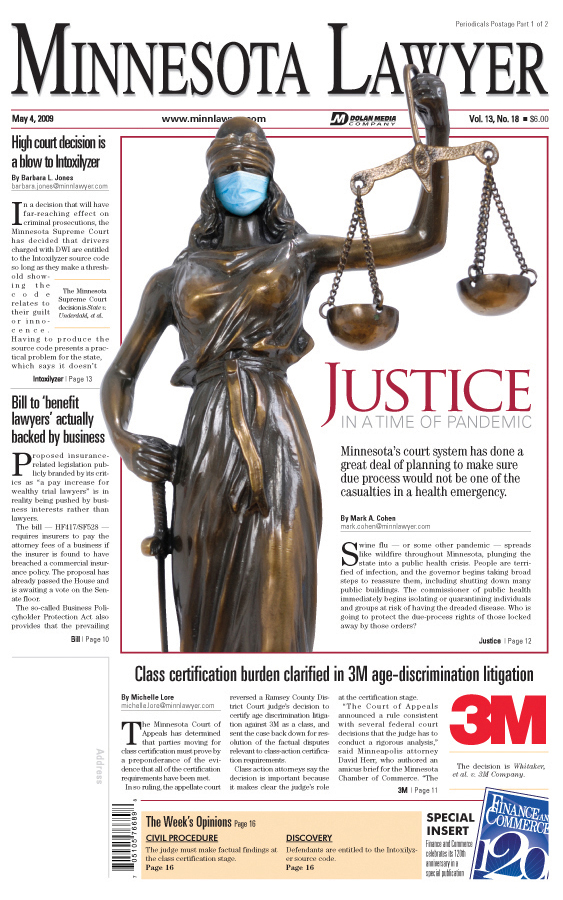 Periodicals Postage Part 1 of 2
MINNESOTA LAWYER
May 4, 2009
www.minnlaw .com
DOLAN MEDIA
COMPANY
Vol. 13, No. 18 ■ $6.00
High court decision is
a blow to Intoxilyzer
By Barbara L. Jones
barbara.jones@minnlawyer.com
In a decision that will have
far-reaching effect on
criminal prosecutions, the
Minnesota Supreme Court
has decided that drivers
charged with DWI are entitled
to the Intoxilyzer source code
so long as they make a thresh-
old show-
ing the
code
relates to
their guilt
or inno-
cence.
The Minnesota
Supreme Court
decision is State v.
Underdahl, et al.
Having to produce the
source code presents a prac-
tical problem for the state,
which says it doesn't
Intoxilyzer | Page 13
Bill to 'benefit
lawyers' actually
backed by business
Proposed insurance-
related legislation pub-
licly branded by its crit-
ics as "a pay increase for
wealthy trial lawyers" is in
reality being pushed by busi-
ness interests rather than
lawyers.
The bill — HF417/SF528 —
requires insurers to pay the
attorney fees of a business if
the insurer is found to have
breached a commercial insur-
ance policy. The proposal has
already passed the House and
is awaiting a vote on the Sen-
ate floor.
The so-called Business Poli-
cyholder Protection Act also
provides that the prevailing
Bill | Page 10
JUSTICE
IN A TIME OF PANDEMIC
Minnesota's court system has done a
great deal of planning to make sure
due process would not be one of the
casualties in a health emergency.
By Mark A. Cohen
mark.cohen@minnlawyer.com
Swine flu — or some other pandemic — spreads
like wildfire throughout Minnesota, plunging the
state into a public health crisis. People are terri-
fied of infection, and the governor begins taking broad
steps to reassure them, including shutting down many
public buildings. The commissioner of public health
immediately begins isolating or quarantining individuals
and groups at risk of having the dreaded disease. Who is
going to protect the due-process rights of those locked
away by those orders?
Justice | Page 12
Class certification burden clarified in 3M age-discrimination litigation
By Michelle Lore
michelle.lore@minnlawyer.com
The Minnesota Court of
Appeals has determined
that parties moving for
class certification must prove by
a preponderance of the evi-
dence that all of the certification
requirements have been met.
In so ruling, the appellate court
reversed a Ramsey County Dis-
trict Court judge's decision to
certify age discrimination litiga-
tion against 3M as a class, and
sent the case back down for res-
olution of the factual disputes
relevant to class-action certifica-
tion requirements.
Class action attorneys say the
decision is important because
it makes clear the judge's role
at the certification stage.
"The Court of Appeals
announced a rule consistent
with several federal court
decisions that the judge has to
conduct a rigorous analysis,"
said Minneapolis attorney
David Herr, who authored an
amicus brief for the Minnesota
Chamber of Commerce. "The
3M | Page 11
3M
The decision is Whitaker,
et al. v. 3M Company.
Address
The Week's Opinions Page 16
CIVIL PROCEDURE
The judge must make factual findings at
the class certification stage.
Page 16
DISCOVERY
Defendants are entitled to the Intoxilyz-
er source code.
Page 16
SPECIAL
INSERT
Finance and Commerce
celebrates its 120th
anniversary in a
special publication
FINANCE AND
COMMERCE
120